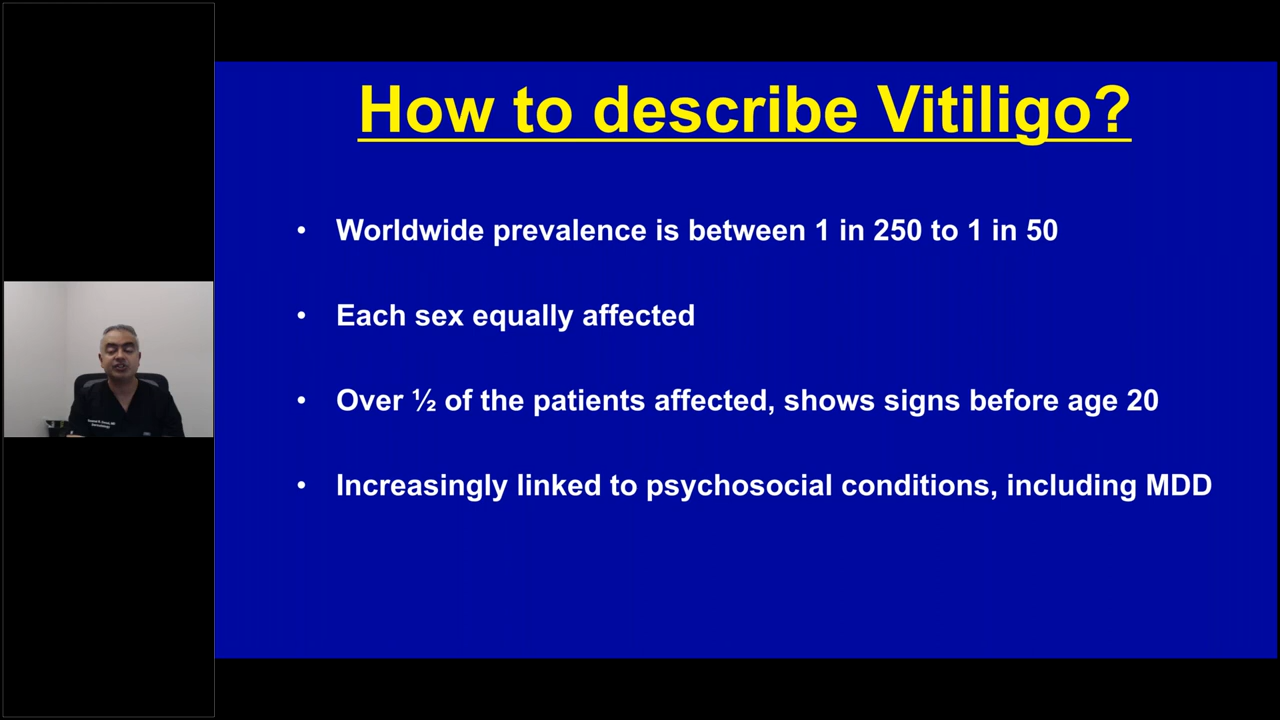 How to describe Vitiligo?
• Worldwide prevalence is between 1 in 250 to 1 in 50
• Each sex equally affected
• Over ½ of the patients affected, shows signs before age 20
• Increasingly linked to psychosocial conditions, including MDD